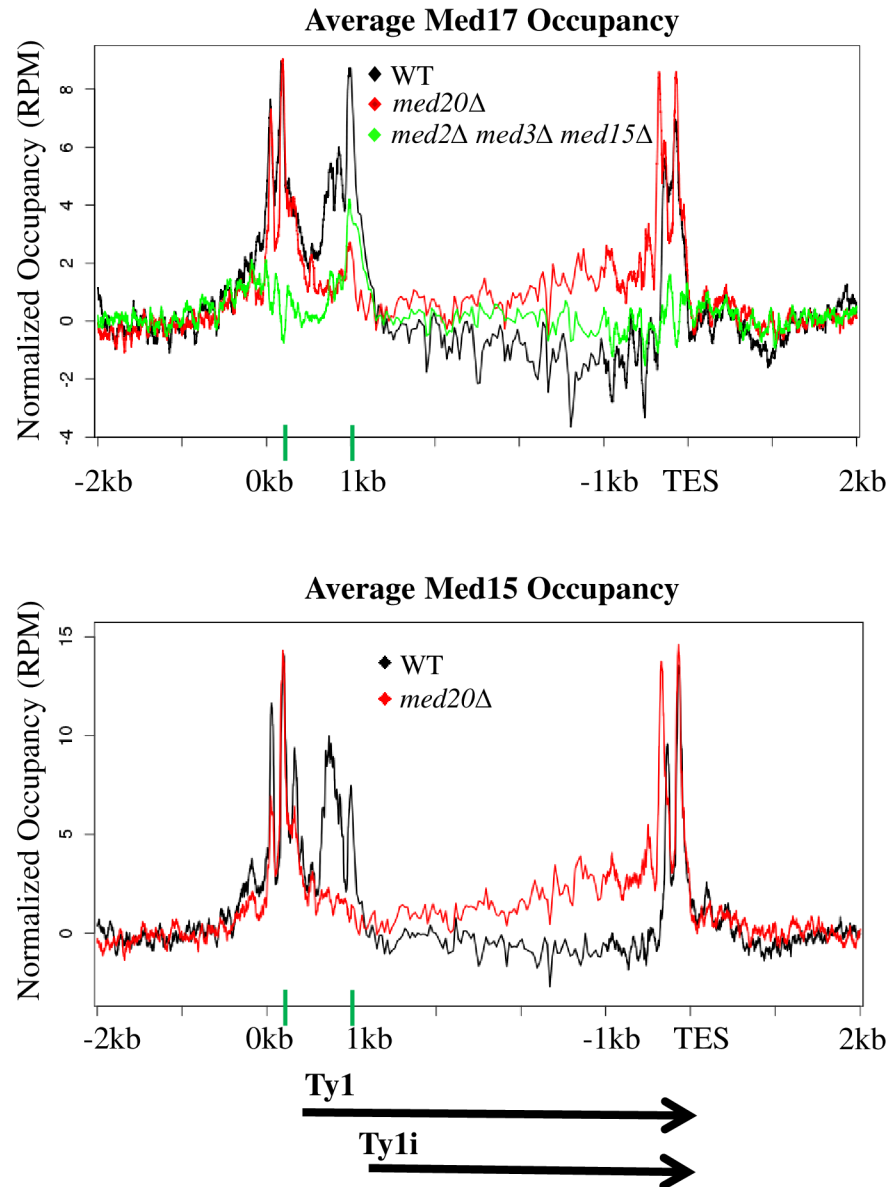 Average Med17 Occupancy
Normalized Occupancy (RPM)
8
6
4
2
0
-2
-4
WT
med20Δ
med2Δ med3Δ med15Δ
-2kb 0kb 1kb -1kb TES 2kb
Average Med15 Occupancy
Normalized Occupancy (RPM)
15
10
5
0
WT
med20Δ
-2kb 0kb 1kb -1kb TES 2kb
Ty1
Ty1i